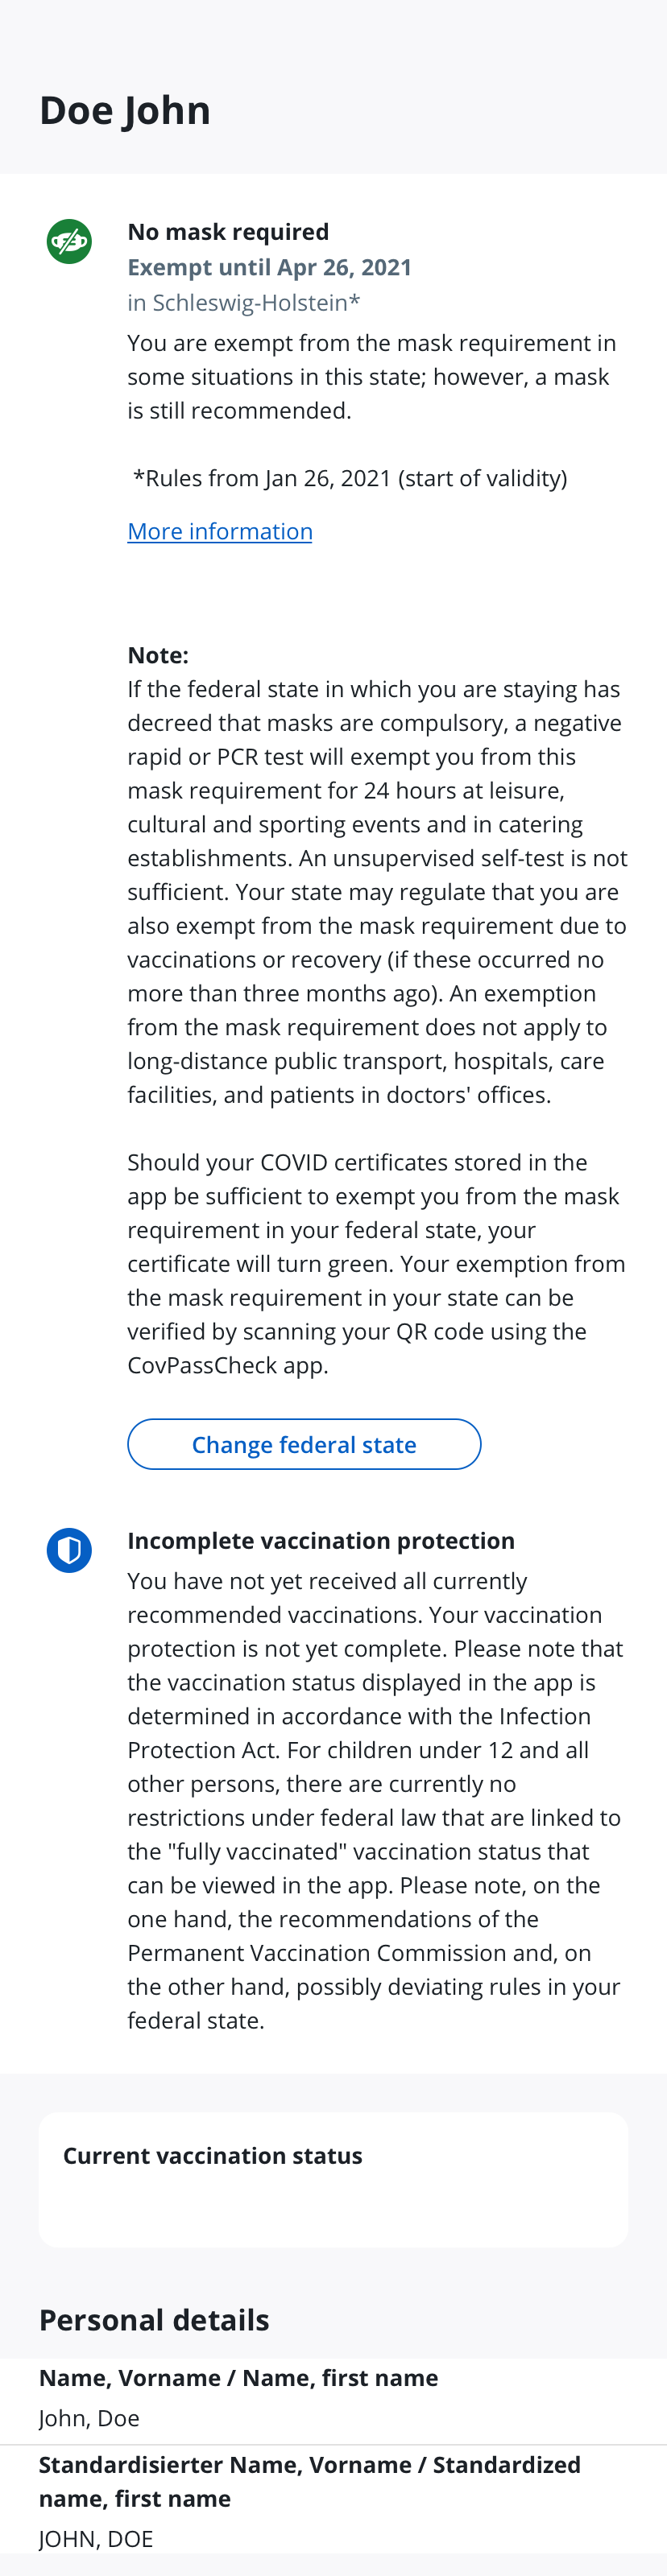 Doe John
No mask required
Exempt until Apr 26, 2021
in Schleswig-Holstein*
You are exempt from the mask requirement in
some situations in this state; however, a mask
is still recommended.
*Rules from Jan 26, 2021 (start of validity)
More information
Note:
If the federal state in which you are staying has
decreed that masks are compulsory, a negative
rapid or PCR test will exempt you from this
mask requirement for 24 hours at leisure,
cultural and sporting events and in catering
establishments. An unsupervised self-test is not
sufficient. Your state may regulate that you are
also exempt from the mask requirement due to
vaccinations or recovery (if these occurred no
more than three months ago). An exemption
from the mask requirement does not apply to
long-distance public transport, hospitals, care
facilities, and patients in doctors' offices.
Should your COVID certificates stored in the
app be sufficient to exempt you from the mask
requirement in your federal state, your
certificate will turn green. Your exemption from
the mask requirement in your state can be
verified by scanning your QR code using the
CovPassCheck app.
Change federal state
Incomplete vaccination protection
You have not yet received all currently
recommended vaccinations. Your vaccination
protection is not yet complete. Please note that
the vaccination status displayed in the app is
determined in accordance with the Infection
Protection Act. For children under 12 and all
other persons, there are currently no
restrictions under federal law that are linked to
the "fully vaccinated" vaccination status that
can be viewed in the app. Please note, on the
one hand, the recommendations of the
Permanent Vaccination Commission and, on
the other hand, possibly deviating rules in your
federal state.
Current vaccination status
Personal details
Name, Vorname / Name, first name
John, Doe
Standardisierter Name, Vorname / Standardized
name, first name
JOHN, DOE